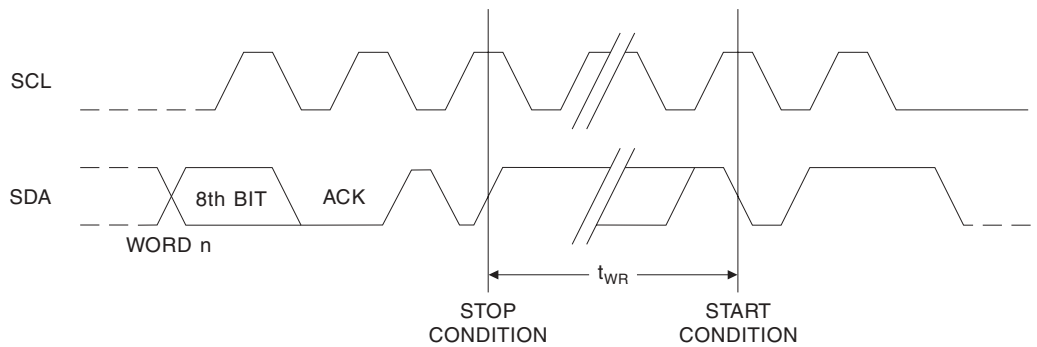 SCL
SDA
8th BIT
ACK
WORD n
tWR
STOP
CONDITION
START
CONDITION